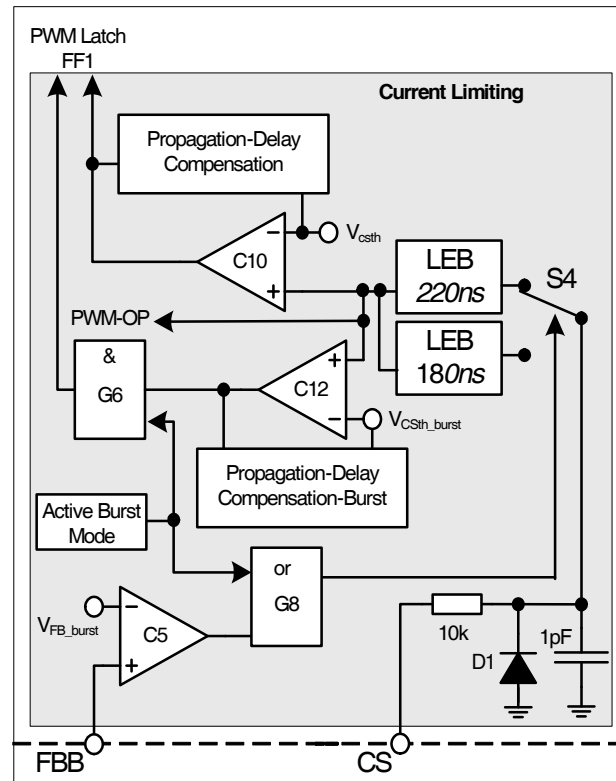 PWM Latch
FF1
Current Limiting
Propagation-Delay
Compensation
−
V_csth
C10
+
LEB
220ns
S4
PWM-OP
LEB
180ns
&
G6
+
C12
−
V_CSth_burst
Propagation-Delay
Compensation-Burst
Active Burst
Mode
or
G8
V_FB_burst
−
C5
+
10k
D1
1pF
FBB
CS